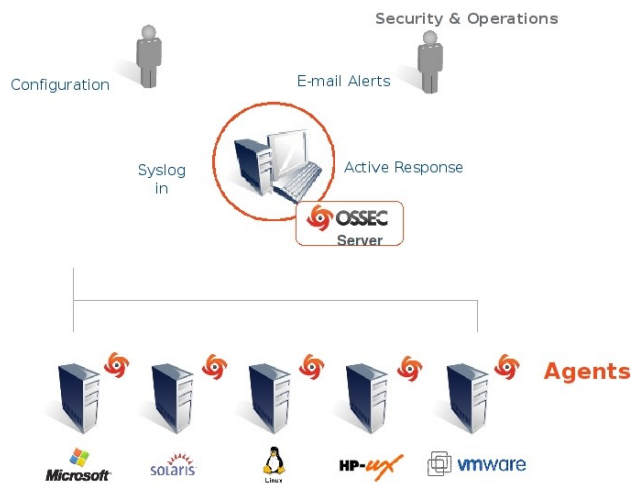 Security & Operations
Configuration
E-mail Alerts
Syslog
in
Active Response
OSSEC
Server
Agents
Microsoft
solaris
Linux
HP-UX
vmware